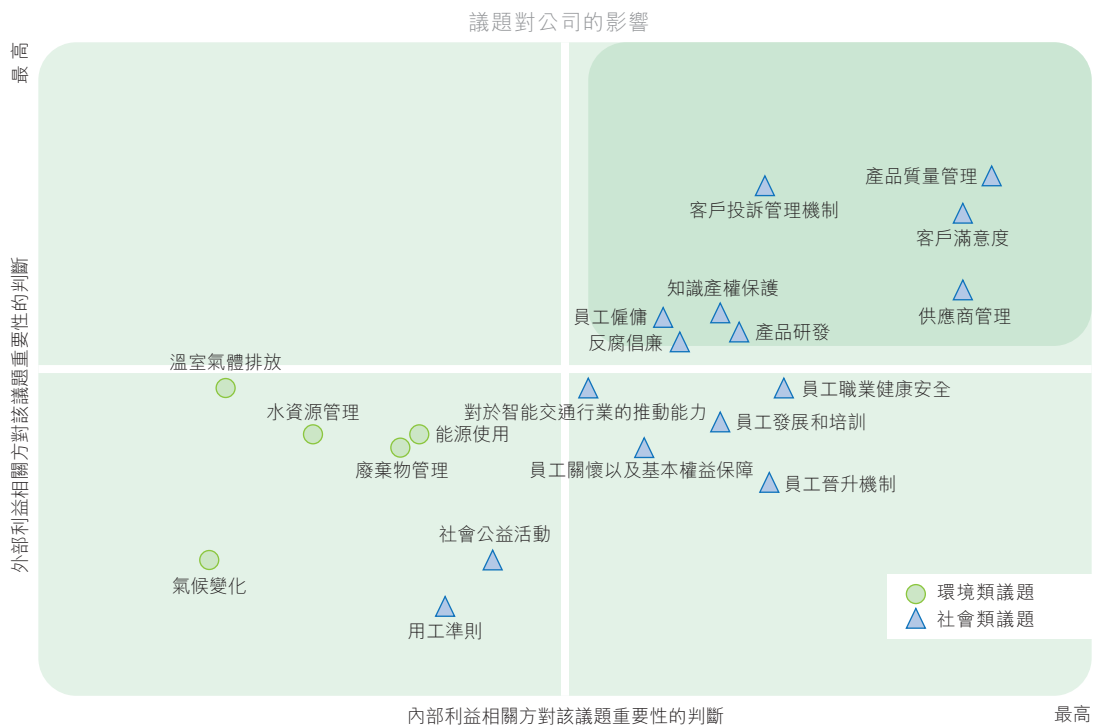 議題對公司的影響
最高
外部利益相關方對該議題重要性的判斷
產品質量管理
客戶投訴管理機制
客戶滿意度
知識產權保護
員工僱傭
供應商管理
產品研發
反腐倡廉
溫室氣體排放
員工職業健康安全
水資源管理
對於智能交通行業的推動能力
員工發展和培訓
能源使用
廢棄物管理
員工關懷以及基本權益保障
員工晉升機制
社會公益活動
氣候變化
環境類議題
社會類議題
用工準則
內部利益相關方對該議題重要性的判斷
最高